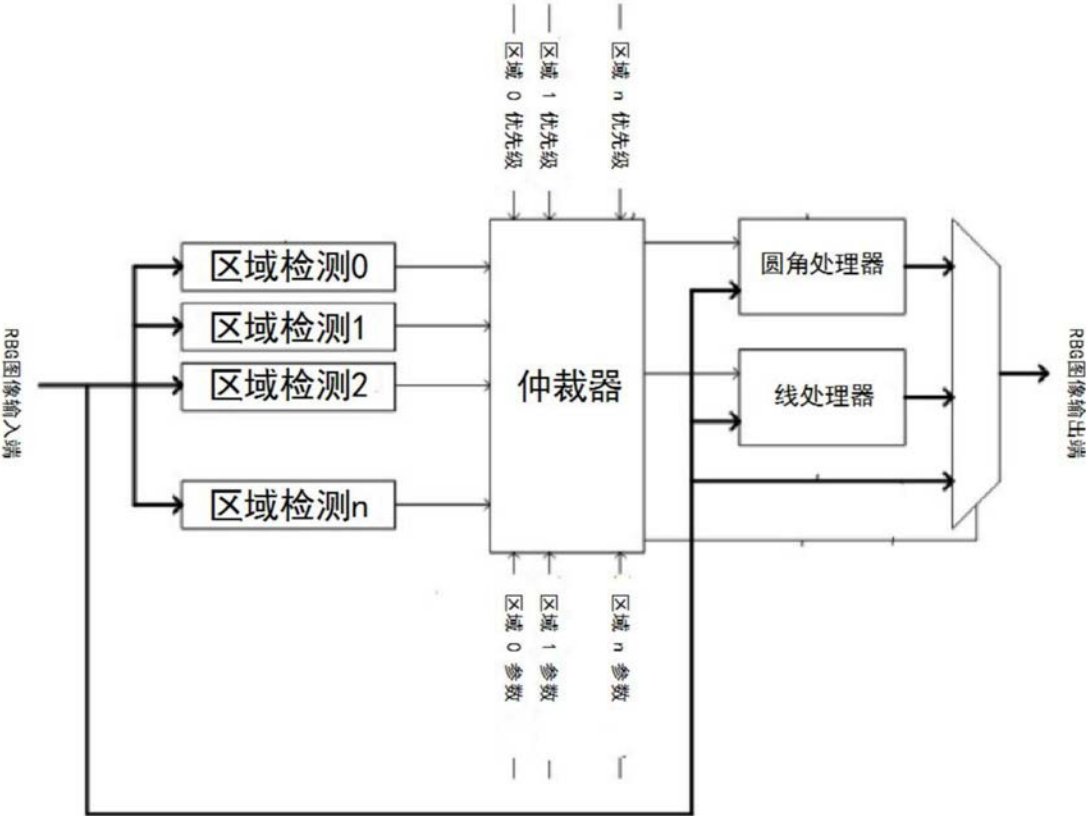 区域 0 优先级
区域 1 优先级
区域 n 优先级
区域检测0
区域检测1
区域检测2
区域检测n
仲裁器
圆角处理器
线处理器
RBG图像输入端
RBG图像输出端
区域 0 参数
区域 1 参数
区域 n 参数